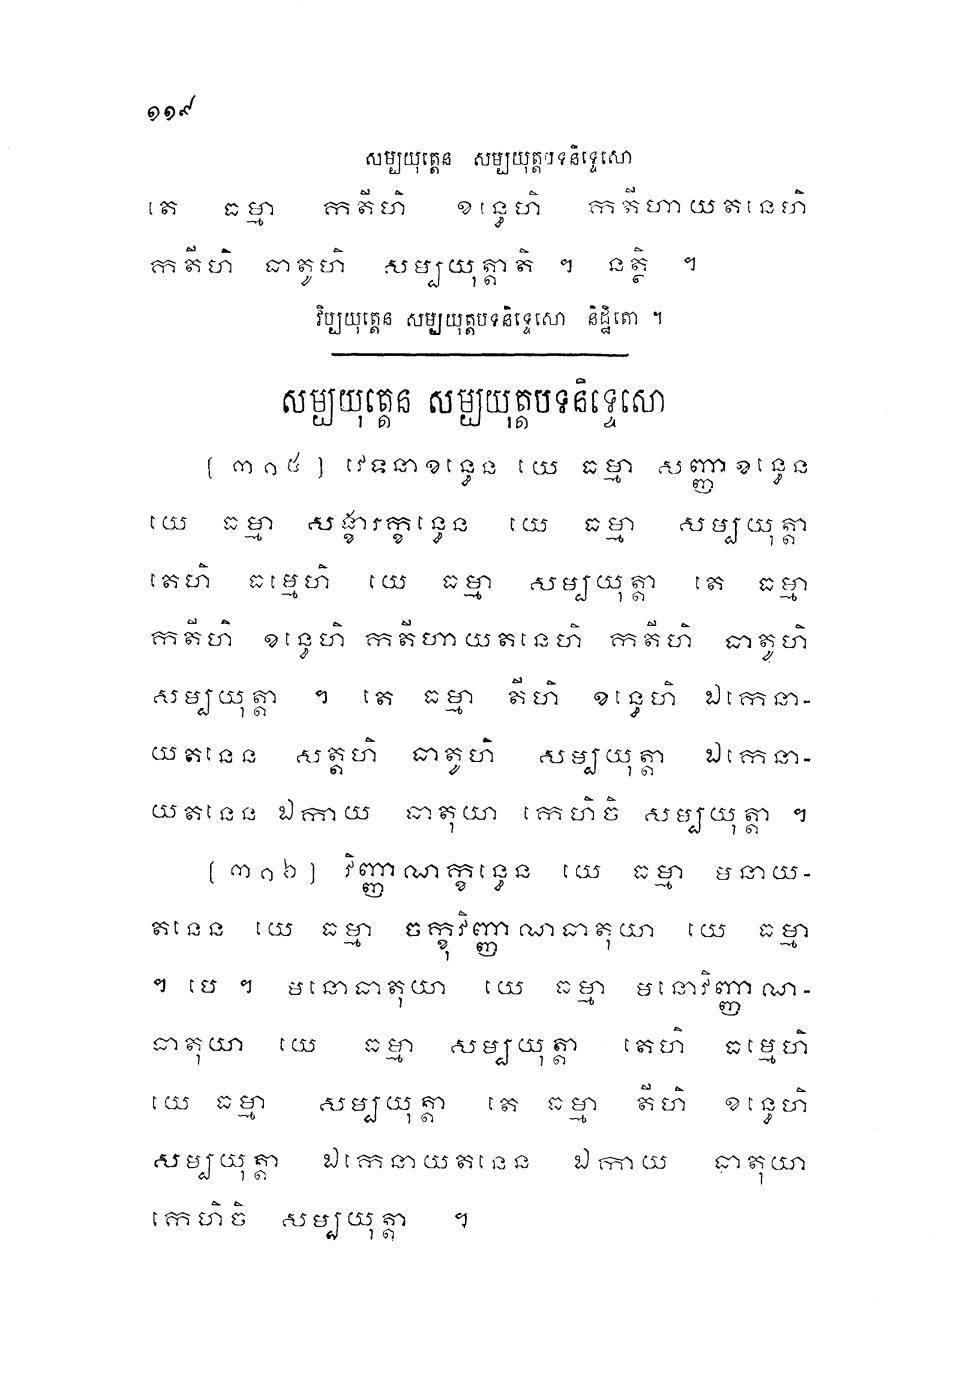 ១១៩
សម្បយុត្តេន សម្បយុត្តបទនិទ្ទេសោ
តេ ធម្មា កតីហិ ខន្ធេហិ កតីហាយតនេហិ
កតីហិ ធាតូហិ សម្បយុត្តាតិ ។ នត្ថិ ។
វិប្បយុត្តេន សម្បយុត្តបទនិទ្ទេសោ និដ្ឋិតោ ។
សម្បយុត្តេន សម្បយុត្តបទនិទ្ទេសោ
[ ៣១៥ ] វេទនាខន្ធេន យេ ធម្មា សញ្ញាខន្ធេន
យេ ធម្មា សង្ខារក្ខន្ធេន យេ ធម្មា សម្បយុត្តា
តេហិ ធម្មេហិ យេ ធម្មា សម្បយុត្តា តេ ធម្មា
កតីហិ ខន្ធេហិ កតីហាយតនេហិ កតីហិ ធាតូហិ
សម្បយុត្តា ។ តេ ធម្មា តីហិ ខន្ធេហិ ឯកេនា-
យតនេន សត្តហិ ធាតូហិ សម្បយុត្តា ឯកេនា-
យតនេន ឯកាយ ធាតុយា កេហិចិ សម្បយុត្តា ។
[ ៣១៦ ] វិញ្ញាណក្ខន្ធេន យេ ធម្មា មនាយ-
តនេន យេ ធម្មា ចក្ខុវិញ្ញាណធាតុយា យេ ធម្មា
។ បេ ។ មនោធាតុយា យេ ធម្មា មនោវិញ្ញាណ-
ធាតុយា យេ ធម្មា សម្បយុត្តា តេហិ ធម្មេហិ
យេ ធម្មា សម្បយុត្តា តេ ធម្មា តីហិ ខន្ធេហិ
សម្បយុត្តា ឯកេនាយតនេន ឯកាយ ធាតុយា
កេហិចិ សម្បយុត្តា ។